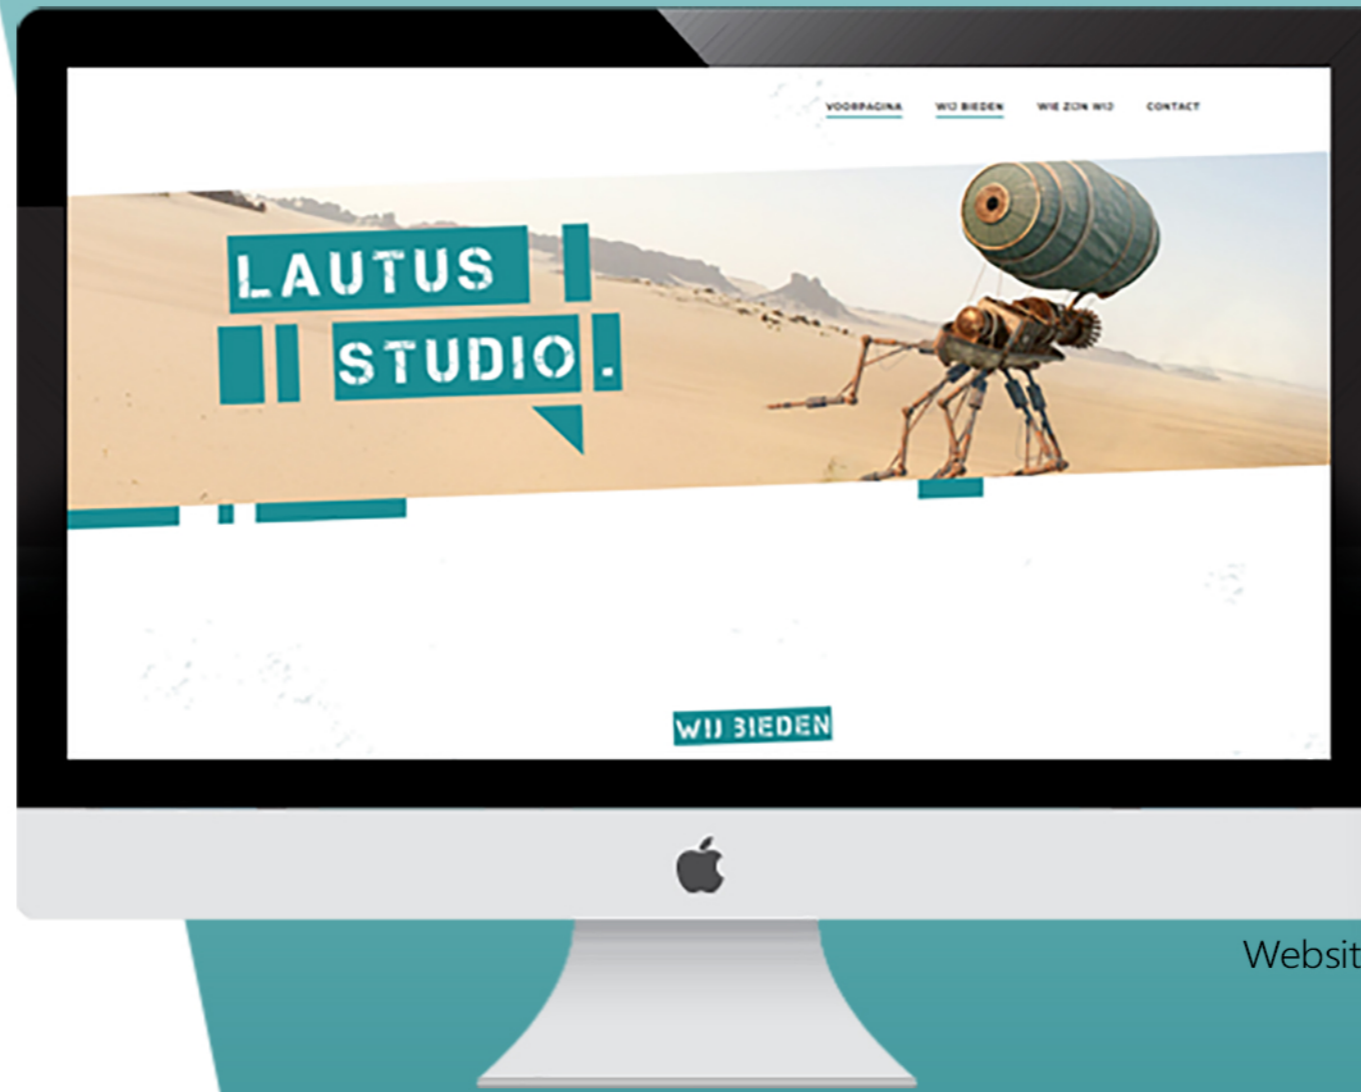 VOORPAGINA WIJ BIEDEN WIE ZIJN WIJ CONTACT
LAUTUS
STUDIO.
WIJ BIEDEN
Websit